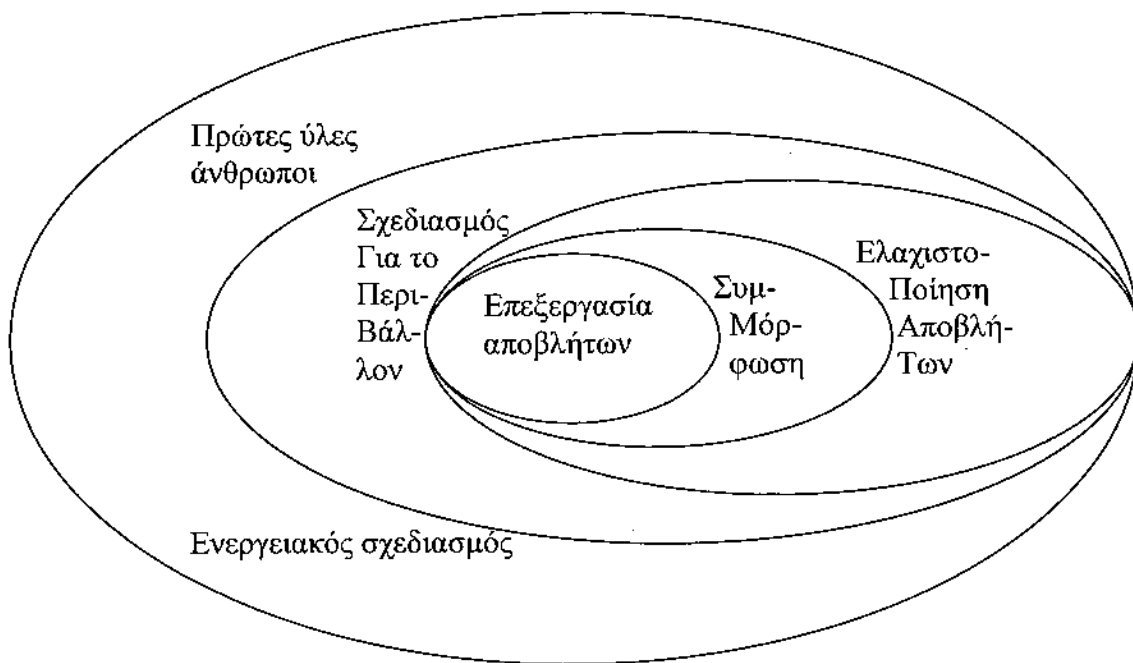 Πρώτες ύλες
άνθρωποι
Σχεδιασμός
Για το
Περι-
Βάλ-
λον
Επεξεργασία
αποβλήτων
Συμ-
Μόρ-
φωση
Ελαχιστο-
Ποίηση
Αποβλή-
Των
Ενεργειακός σχεδιασμός